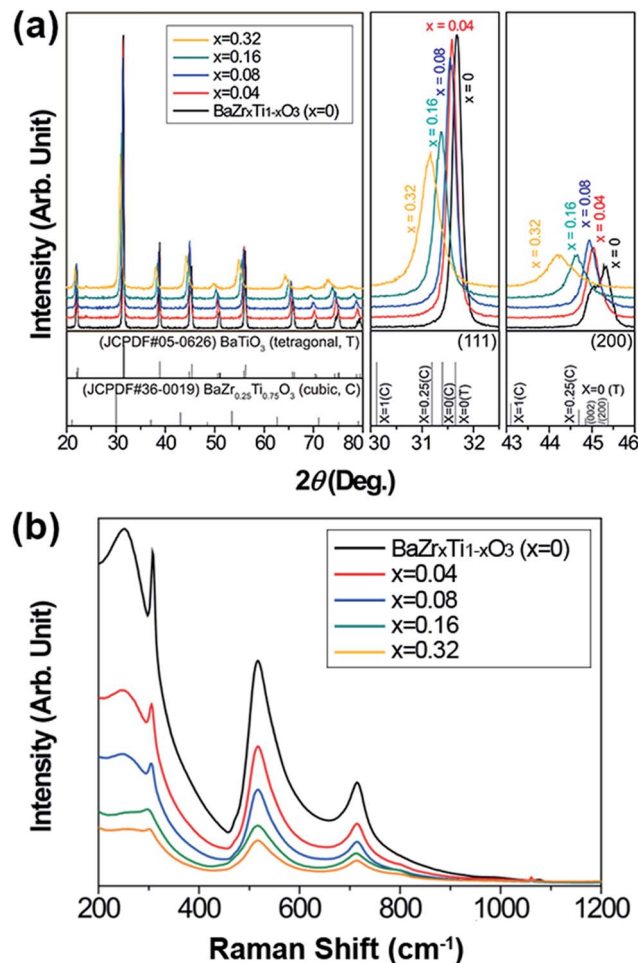 (a)
Intensity (Arb. Unit)
x=0.32
x=0.16
x=0.08
x=0.04
BaZrxTi1-xO3 (x=0)
(JCPDF#05-0626) BaTiO3 (tetragonal, T)
(JCPDF#36-0019) BaZr0.25Ti0.75O3 (cubic, C)
20 30 40 50 60 70 80
x = 0.32
x = 0.16
x = 0.08
x = 0.04
x = 0
(111)
X=1(C)
X=0.25(C)
X=0(C)
X=0(T)
30 31 32
x = 0.32
x = 0.16
x = 0.08
x = 0.04
x = 0
(200)
X=1(C)
X=0.25(C)
X=0 (T)
(002)
(200)
43 44 45 46
2θ (Deg.)
(b)
Intensity (Arb. Unit)
BaZrxTi1-xO3 (x=0)
x=0.04
x=0.08
x=0.16
x=0.32
200 400 600 800 1000 1200
Raman Shift (cm-1)